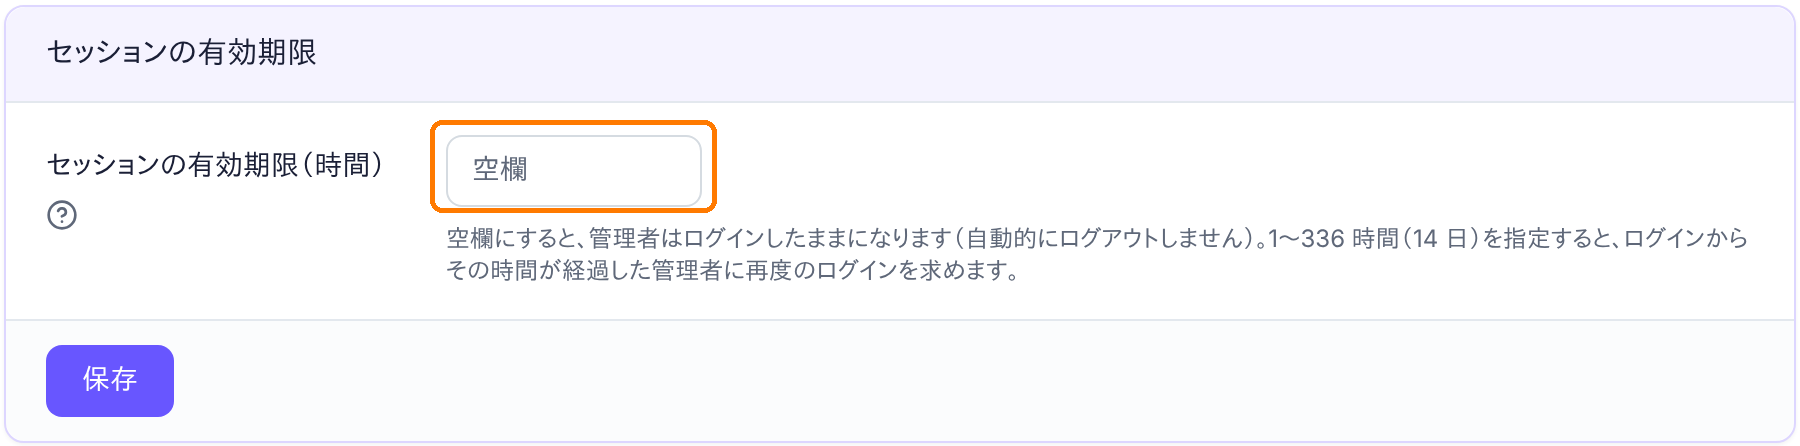 セッションの有効期限
セッションの有効期限（時間）
空欄
空欄にすると、管理者はログインしたままになります（自動的にログアウトしません）。1〜336 時間（14 日）を指定すると、ログインから
その時間が経過した管理者に再度のログインを求めます。
保存